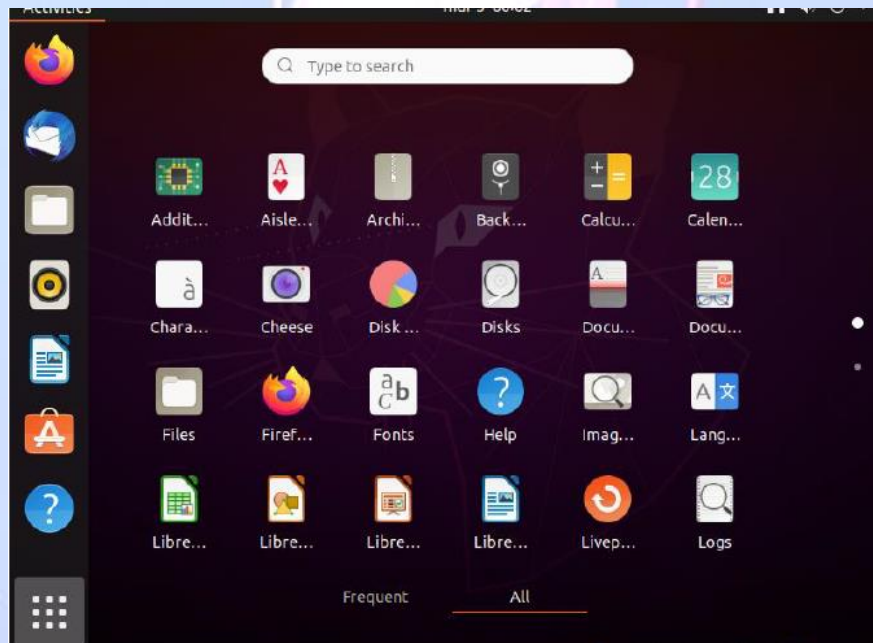 Activities
Type to search
Addit... Aisle... Archi... Back... Calcu... Calen...
Chara... Cheese Disk ... Disks Docu... Docu...
Files Firef... Fonts Help Imag... Lang...
Libre... Libre... Libre... Libre... Livep... Logs
Frequent All